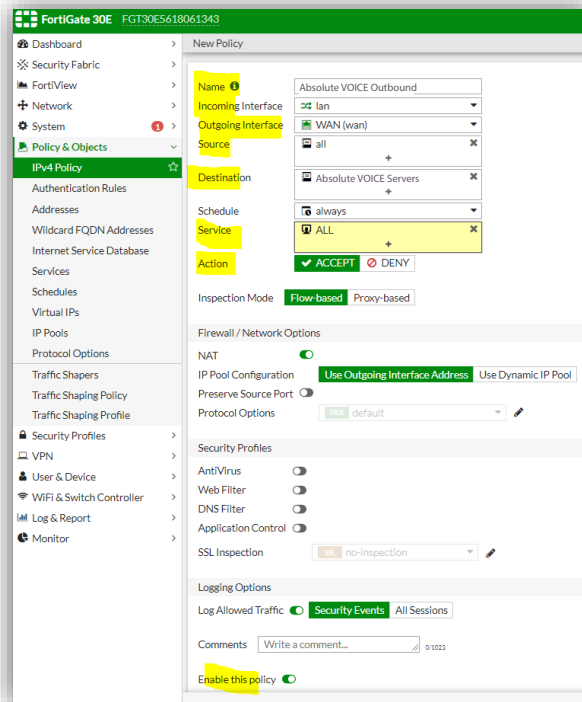 FortiGate 30E FGT30E5618061343
Dashboard
Security Fabric
FortiView
Network
System 1
Policy & Objects
IPv4 Policy
Authentication Rules
Addresses
Wildcard FQDN Addresses
Internet Service Database
Services
Schedules
Virtual IPs
IP Pools
Protocol Options
Traffic Shapers
Traffic Shaping Policy
Traffic Shaping Profile
Security Profiles
VPN
User & Device
WiFi & Switch Controller
Log & Report
Monitor
New Policy
Name Absolute VOICE Outbound
Incoming Interface lan
Outgoing Interface WAN (wan)
Source all
+
Destination Absolute VOICE Servers
+
Schedule always
Service ALL
+
Action ACCEPT DENY
Inspection Mode Flow-based Proxy-based
Firewall / Network Options
NAT
IP Pool Configuration Use Outgoing Interface Address Use Dynamic IP Pool
Preserve Source Port
Protocol Options PRX default
Security Profiles
AntiVirus
Web Filter
DNS Filter
Application Control
SSL Inspection SSL no-inspection
Logging Options
Log Allowed Traffic Security Events All Sessions
Comments Write a comment... 0/1023
Enable this policy